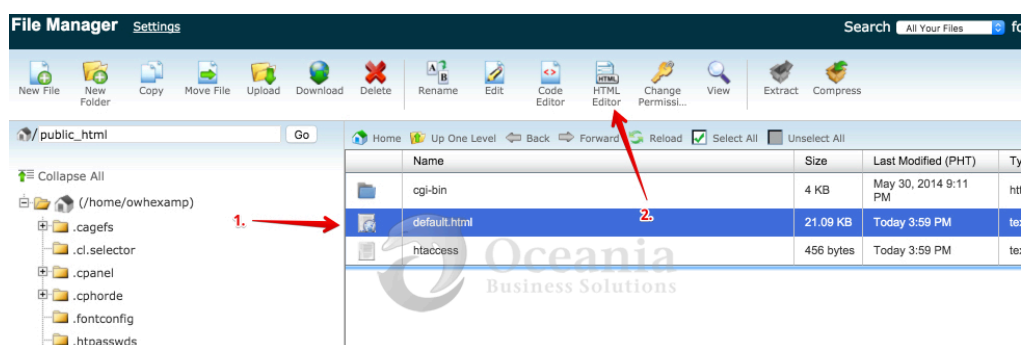 File Manager Settings Search All Your Files
New File New Folder Copy Move File Upload Download Delete Rename Edit Code Editor HTML Editor Change Permissi... View Extract Compress
/ public_html Go Home Up One Level Back Forward Reload Select All Unselect All
Name Size Last Modified (PHT)
Collapse All
cgi-bin 4 KB May 30, 2014 9:11 PM
(/home/owhexamp)
1. default.html 21.09 KB Today 3:59 PM
2.
.cagefs
htaccess 456 bytes Today 3:59 PM
.cl.selector
Oceania
Business Solutions
.cpanel
.cphorde
.fontconfig
.htpasswds